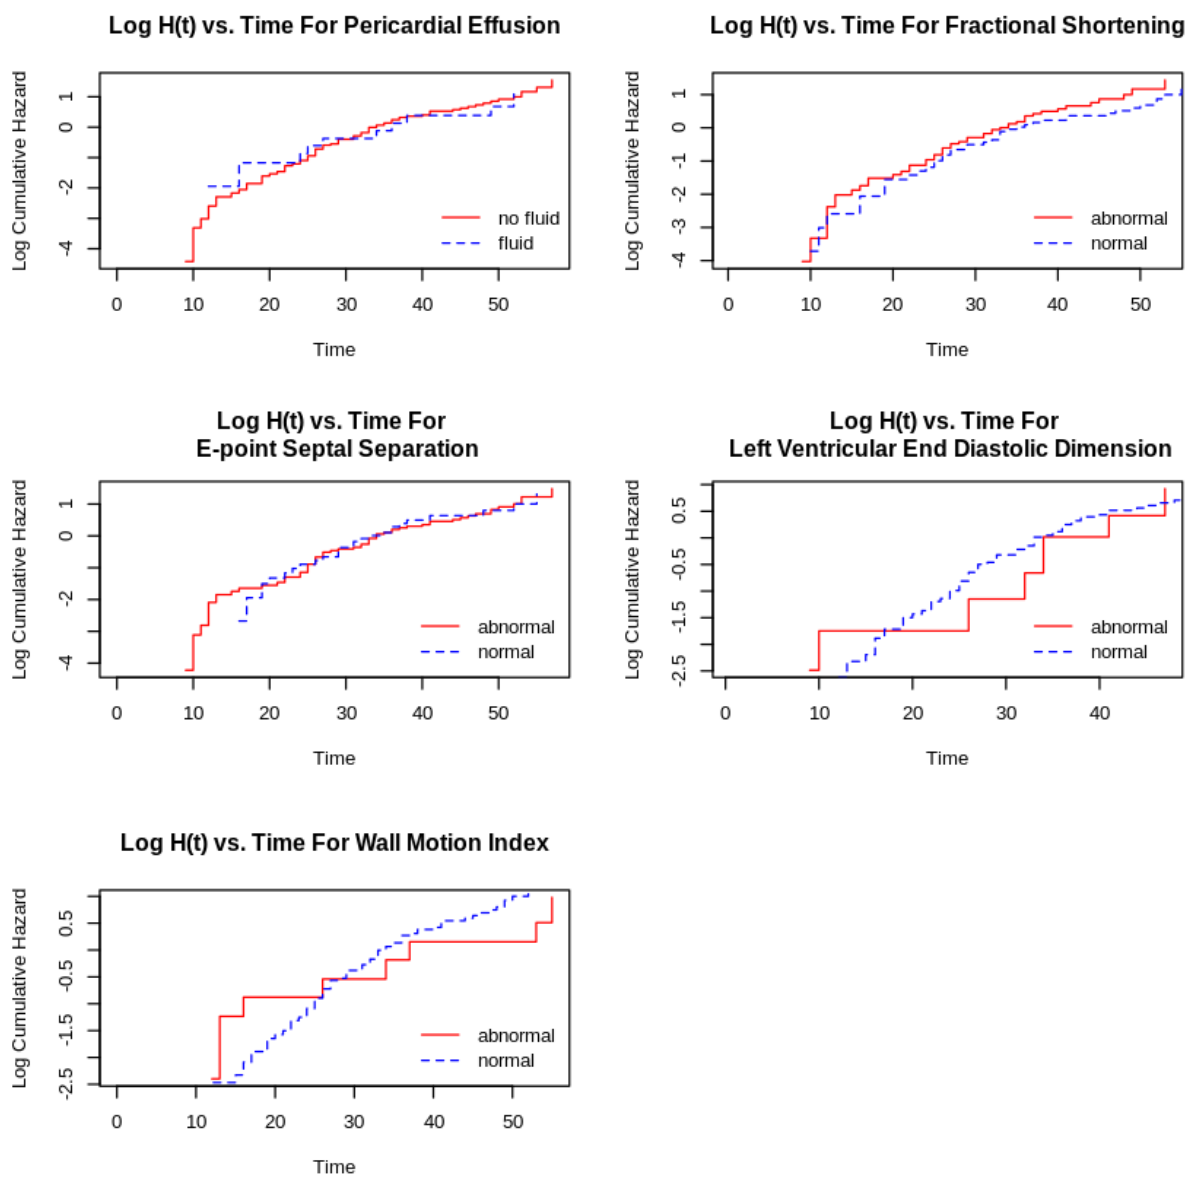 Log H(t) vs. Time For Pericardial Effusion
Log Cumulative Hazard
1
0
-2
-4
no fluid
fluid
0 10 20 30 40 50
Time
Log H(t) vs. Time For Fractional Shortening
Log Cumulative Hazard
1
0
-1
-2
-3
-4
abnormal
normal
0 10 20 30 40 50
Time
Log H(t) vs. Time For
E-point Septal Separation
Log Cumulative Hazard
1
0
-2
-4
abnormal
normal
0 10 20 30 40 50
Time
Log H(t) vs. Time For
Left Ventricular End Diastolic Dimension
Log Cumulative Hazard
0.5
-0.5
-1.5
-2.5
abnormal
normal
0 10 20 30 40
Time
Log H(t) vs. Time For Wall Motion Index
Log Cumulative Hazard
0.5
-0.5
-1.5
-2.5
abnormal
normal
0 10 20 30 40 50
Time